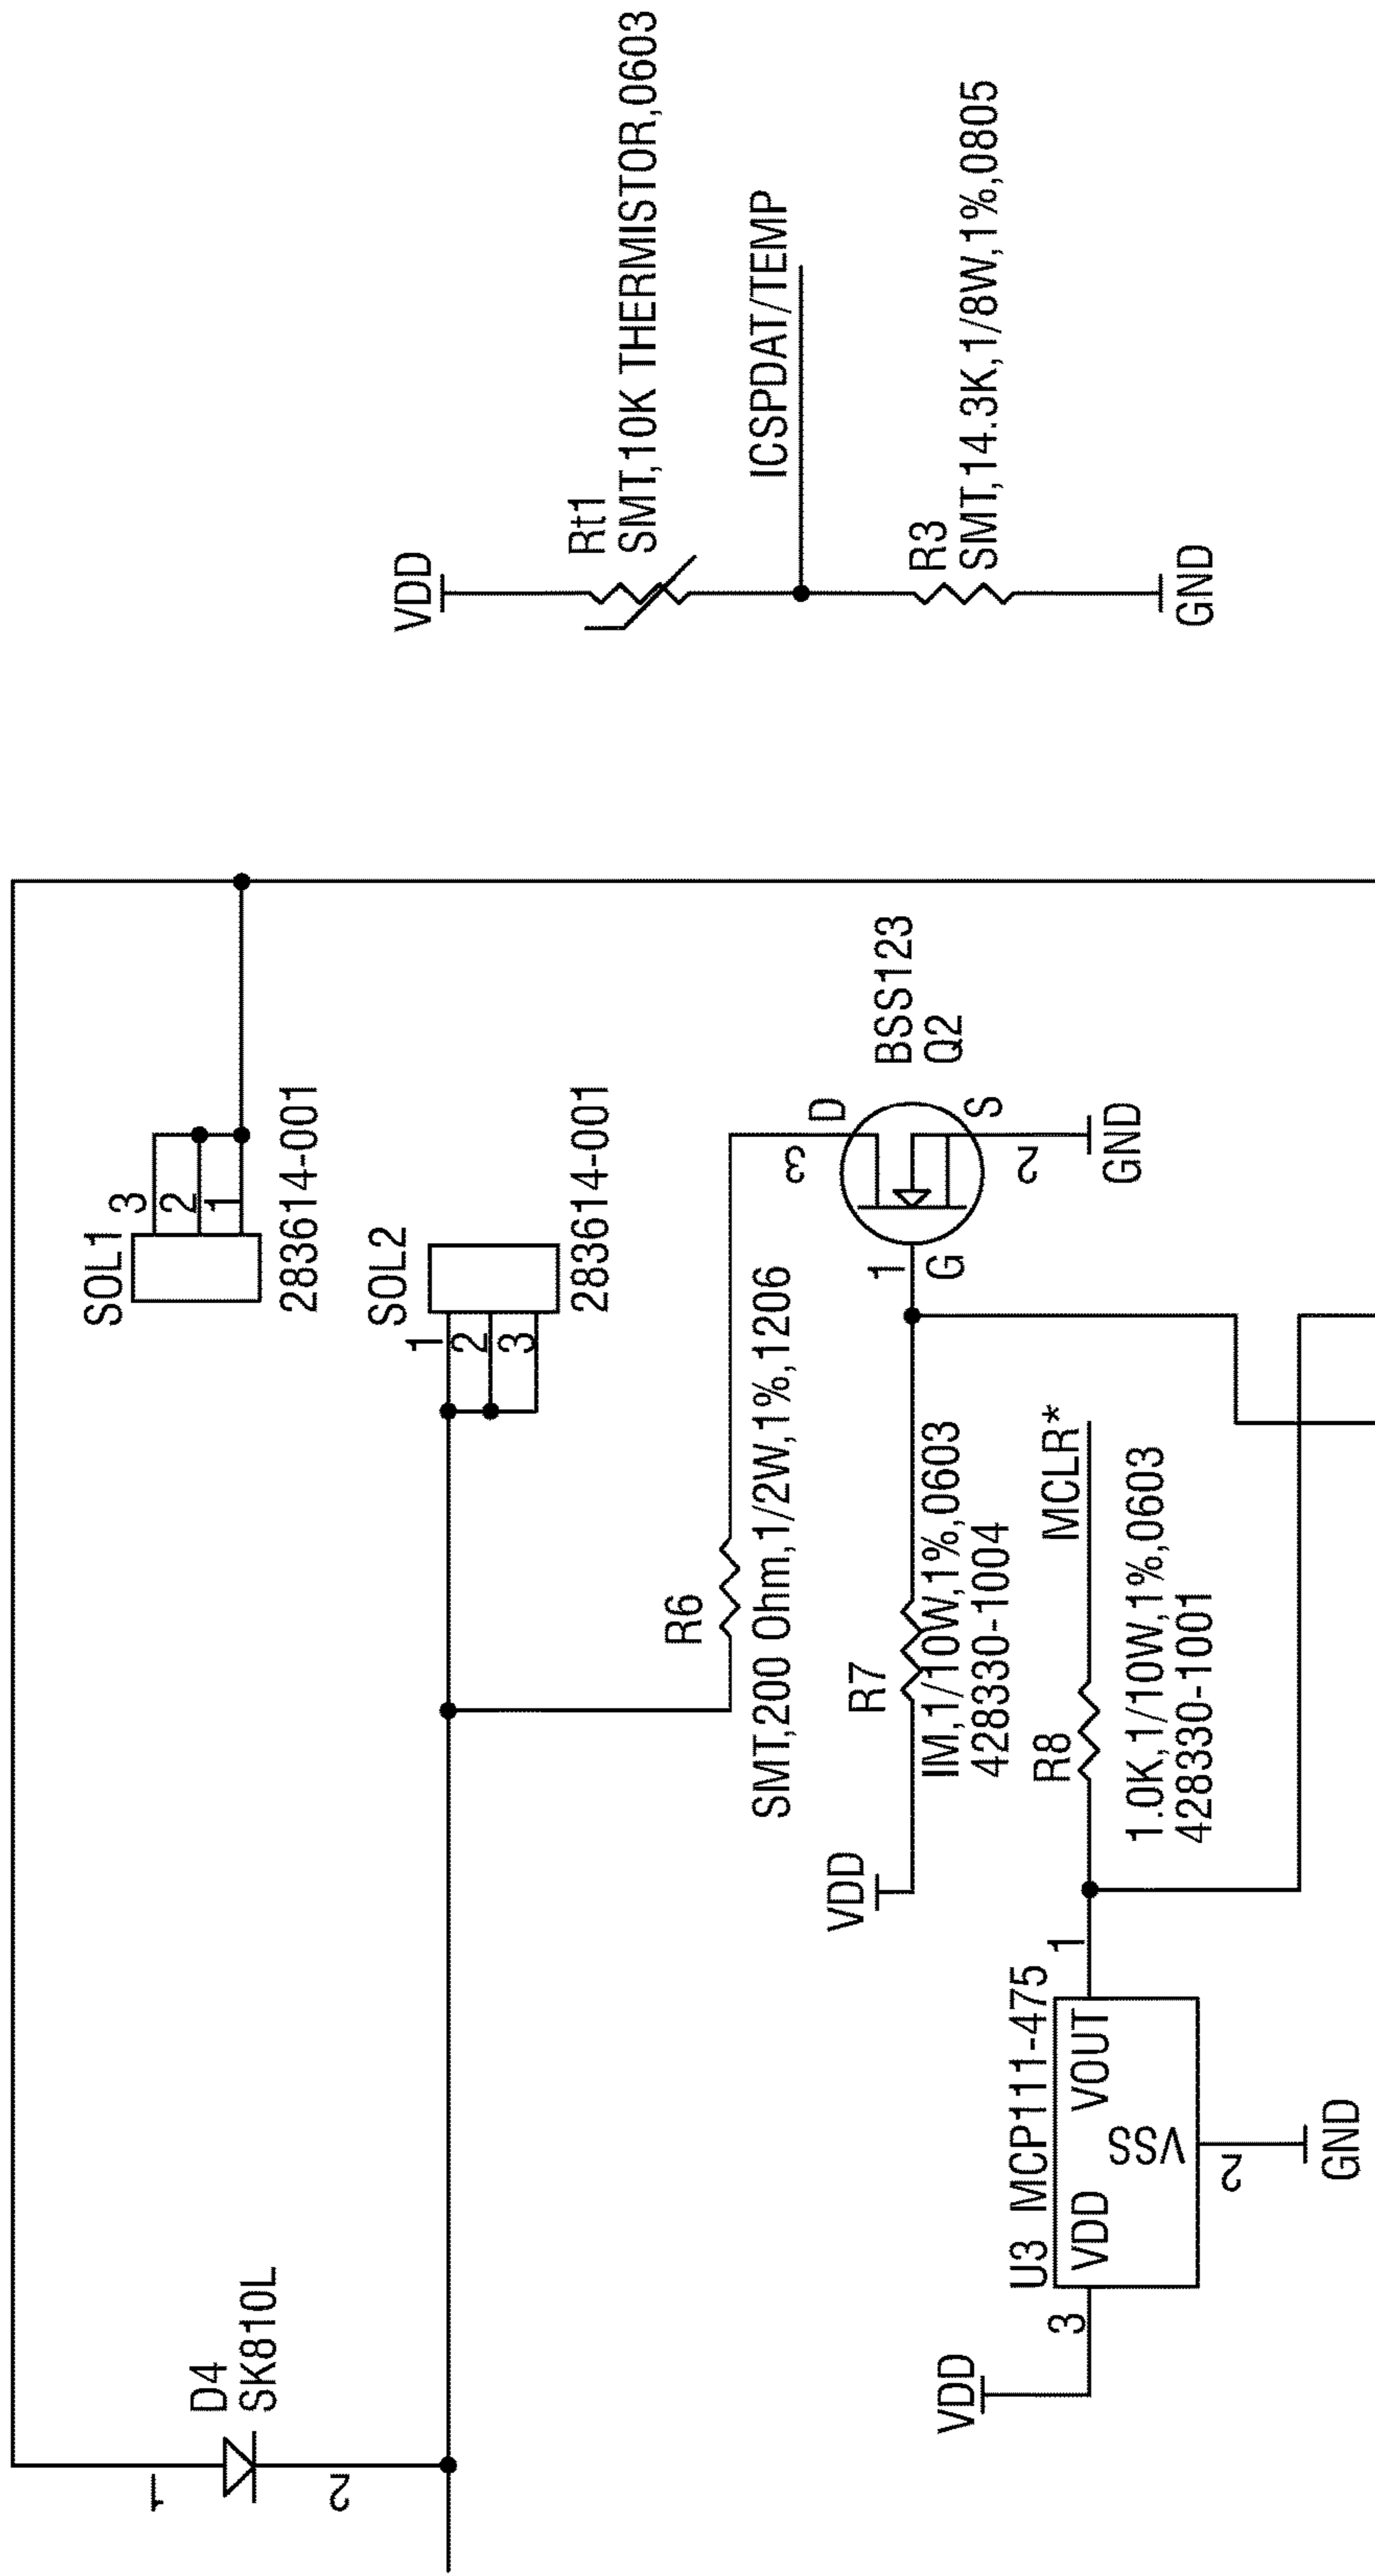 D4
SK810L
1
2
SOL1
3
2
1
283614-001
SOL2
1
2
3
283614-001
R6
SMT,200 Ohm,1/2W,1%,1206
3
D
BSS123
Q2
1
G
S
2
GND
VDD
R7
IM,1/10W,1%,0603
428330-1004
MCLR*
R8
1.0K,1/10W,1%,0603
428330-1001
VDD
3
U3 MCP111-475
VDD
VOUT
VSS
1
2
GND
VDD
Rt1
SMT,10K THERMISTOR,0603
ICSPDAT/TEMP
R3
SMT,14.3K,1/8W,1%,0805
GND